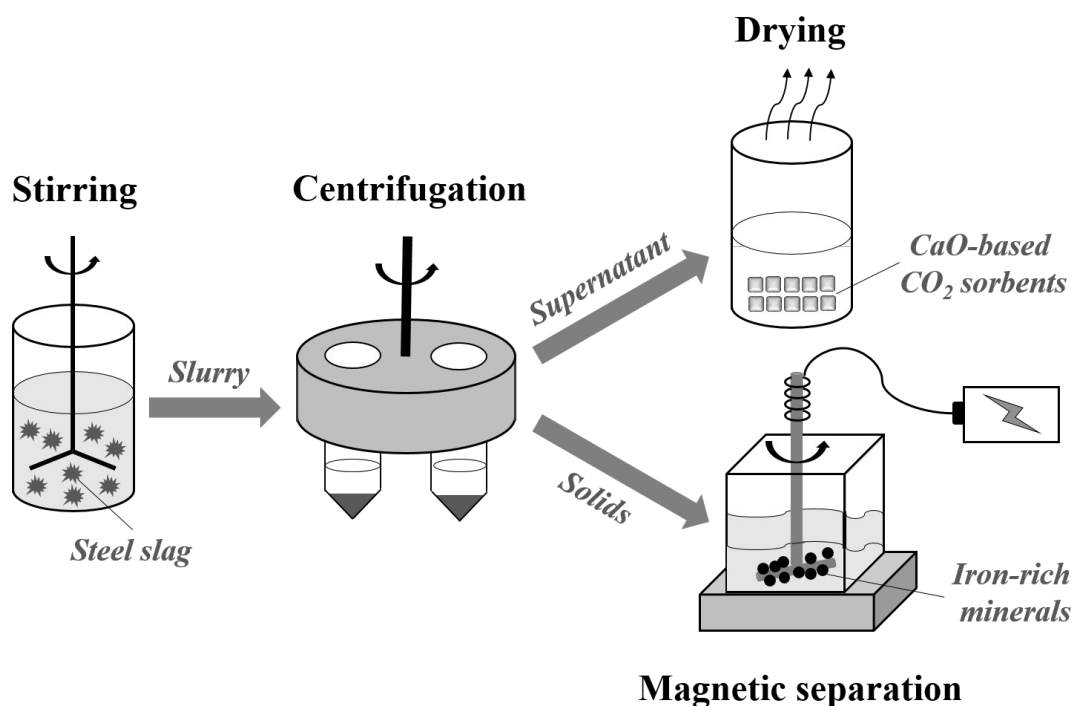 Drying
Stirring
Centrifugation
Supernatant
CaO-based
CO₂ sorbents
Slurry
Solids
Steel slag
Iron-rich
minerals
Magnetic separation